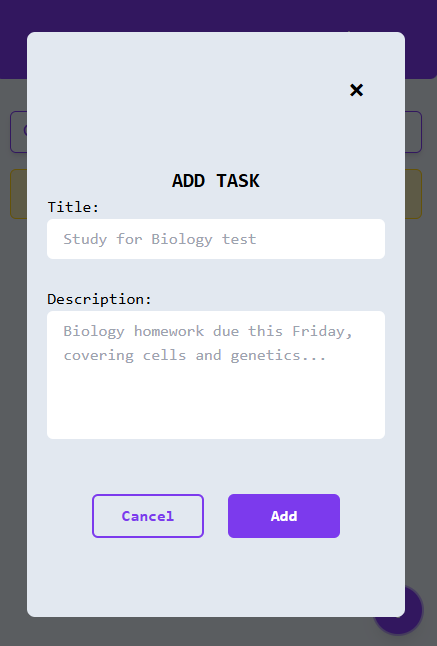 ×
ADD TASK
Title:
Study for Biology test
Description:
Biology homework due this Friday,
covering cells and genetics...
Cancel
Add